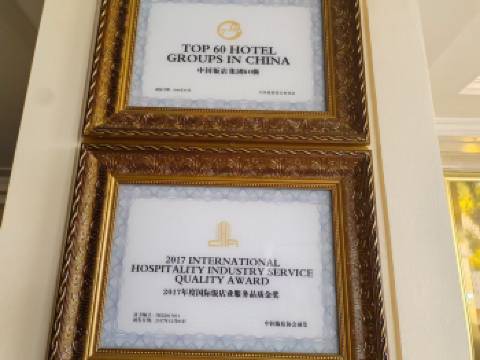 TOP 60 HOTEL
GROUPS IN CHINA
中国饭店集团60强
2017 INTERNATIONAL
HOSPITALITY INDUSTRY SERVICE
QUALITY AWARD
2017年度国际饭店业服务品质金奖